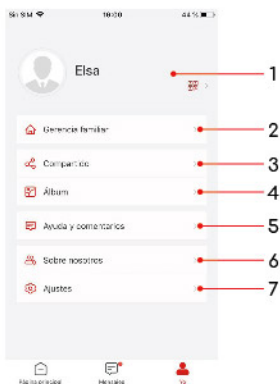 Sin SIM 16:00 44 %
Elsa
1
Gerencia familiar 2
Compartido 3
Álbum 4
Ayuda y comentarios 5
Sobre nosotros 6
Ajustes 7
Página principal Mensajes Yo